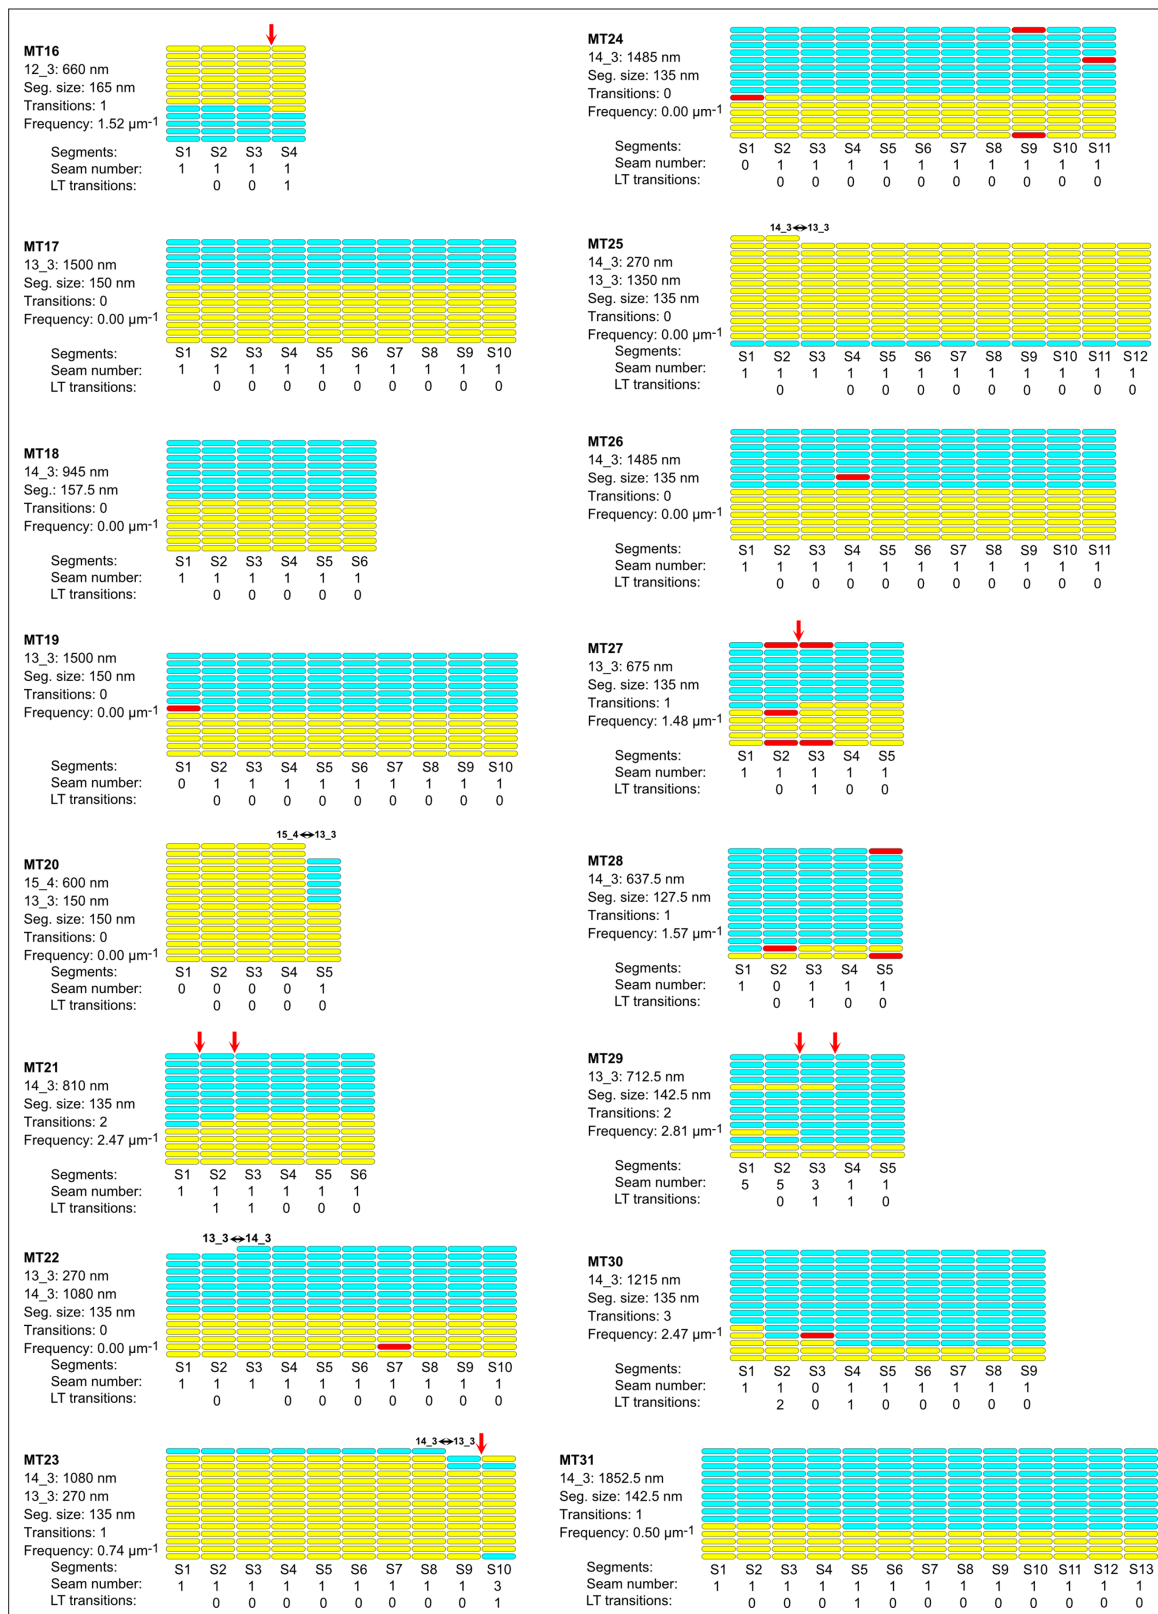 MT16
12_3: 660 nm
Seg. size: 165 nm
Transitions: 1
Frequency: 1.52 µm-1
Segments: S1 S2 S3 S4
Seam number: 1 1 1 1
LT transitions: 0 0 1
MT17
13_3: 1500 nm
Seg. size: 150 nm
Transitions: 0
Frequency: 0.00 µm-1
Segments: S1 S2 S3 S4 S5 S6 S7 S8 S9 S10
Seam number: 1 1 1 1 1 1 1 1 1 1
LT transitions: 0 0 0 0 0 0 0 0 0
MT18
14_3: 945 nm
Seg.: 157.5 nm
Transitions: 0
Frequency: 0.00 µm-1
Segments: S1 S2 S3 S4 S5 S6
Seam number: 1 1 1 1 1 1
LT transitions: 0 0 0 0 0
MT19
13_3: 1500 nm
Seg. size: 150 nm
Transitions: 0
Frequency: 0.00 µm-1
Segments: S1 S2 S3 S4 S5 S6 S7 S8 S9 S10
Seam number: 0 1 1 1 1 1 1 1 1 1
LT transitions: 0 0 0 0 0 0 0 0 0
15_4↔13_3
MT20
15_4: 600 nm
13_3: 150 nm
Seg. size: 150 nm
Transitions: 0
Frequency: 0.00 µm-1
Segments: S1 S2 S3 S4 S5
Seam number: 0 0 0 0 1
LT transitions: 0 0 0 0
MT21
14_3: 810 nm
Seg. size: 135 nm
Transitions: 2
Frequency: 2.47 µm-1
Segments: S1 S2 S3 S4 S5 S6
Seam number: 1 1 1 1 1 1
LT transitions: 1 1 0 0 0
13_3↔14_3
MT22
13_3: 270 nm
14_3: 1080 nm
Seg. size: 135 nm
Transitions: 0
Frequency: 0.00 µm-1
Segments: S1 S2 S3 S4 S5 S6 S7 S8 S9 S10
Seam number: 1 1 1 1 1 1 1 1 1 1
LT transitions: 0 0 0 0 0 0 0 0
14_3↔13_3
MT23
14_3: 1080 nm
13_3: 270 nm
Seg. size: 135 nm
Transitions: 1
Frequency: 0.74 µm-1
Segments: S1 S2 S3 S4 S5 S6 S7 S8 S9 S10
Seam number: 1 1 1 1 1 1 1 1 1 3
LT transitions: 0 0 0 0 0 0 0 0 1
MT24
14_3: 1485 nm
Seg. size: 135 nm
Transitions: 0
Frequency: 0.00 µm-1
Segments: S1 S2 S3 S4 S5 S6 S7 S8 S9 S10 S11
Seam number: 0 1 1 1 1 1 1 1 1 1 1
LT transitions: 0 0 0 0 0 0 0 0 0 0
14_3↔13_3
MT25
14_3: 270 nm
13_3: 1350 nm
Seg. size: 135 nm
Transitions: 0
Frequency: 0.00 µm-1
Segments: S1 S2 S3 S4 S5 S6 S7 S8 S9 S10 S11 S12
Seam number: 1 1 1 1 1 1 1 1 1 1 1 1
LT transitions: 0 0 0 0 0 0 0 0 0 0
MT26
14_3: 1485 nm
Seg. size: 135 nm
Transitions: 0
Frequency: 0.00 µm-1
Segments: S1 S2 S3 S4 S5 S6 S7 S8 S9 S10 S11
Seam number: 1 1 1 1 1 1 1 1 1 1 1
LT transitions: 0 0 0 0 0 0 0 0 0 0
MT27
13_3: 675 nm
Seg. size: 135 nm
Transitions: 1
Frequency: 1.48 µm-1
Segments: S1 S2 S3 S4 S5
Seam number: 1 1 1 1 1
LT transitions: 0 1 0 0
MT28
14_3: 637.5 nm
Seg. size: 127.5 nm
Transitions: 1
Frequency: 1.57 µm-1
Segments: S1 S2 S3 S4 S5
Seam number: 1 0 1 1 1
LT transitions: 0 1 0 0
MT29
13_3: 712.5 nm
Seg. size: 142.5 nm
Transitions: 2
Frequency: 2.81 µm-1
Segments: S1 S2 S3 S4 S5
Seam number: 5 5 3 1 1
LT transitions: 0 1 1 0
MT30
14_3: 1215 nm
Seg. size: 135 nm
Transitions: 3
Frequency: 2.47 µm-1
Segments: S1 S2 S3 S4 S5 S6 S7 S8 S9
Seam number: 1 1 0 1 1 1 1 1 1
LT transitions: 2 0 1 0 0 0 0 0
MT31
14_3: 1852.5 nm
Seg. size: 142.5 nm
Transitions: 1
Frequency: 0.50 µm-1
Segments: S1 S2 S3 S4 S5 S6 S7 S8 S9 S10 S11 S12 S13
Seam number: 1 1 1 1 1 1 1 1 1 1 1 1 1
LT transitions: 0 0 0 1 0 0 0 0 0 0 0 0